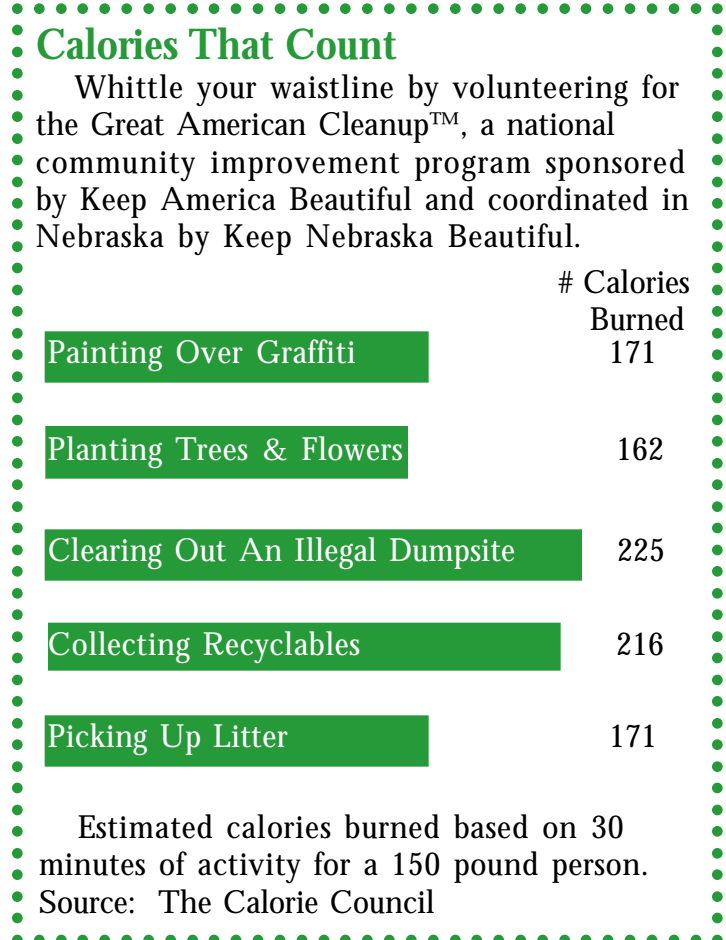 Calories That Count
Whittle your waistline by volunteering for
the Great American Cleanup™, a national
community improvement program sponsored
by Keep America Beautiful and coordinated in
Nebraska by Keep Nebraska Beautiful.
# Calories
Burned
Painting Over Graffiti 171
Planting Trees & Flowers 162
Clearing Out An Illegal Dumpsite 225
Collecting Recyclables 216
Picking Up Litter 171
Estimated calories burned based on 30
minutes of activity for a 150 pound person.
Source: The Calorie Council